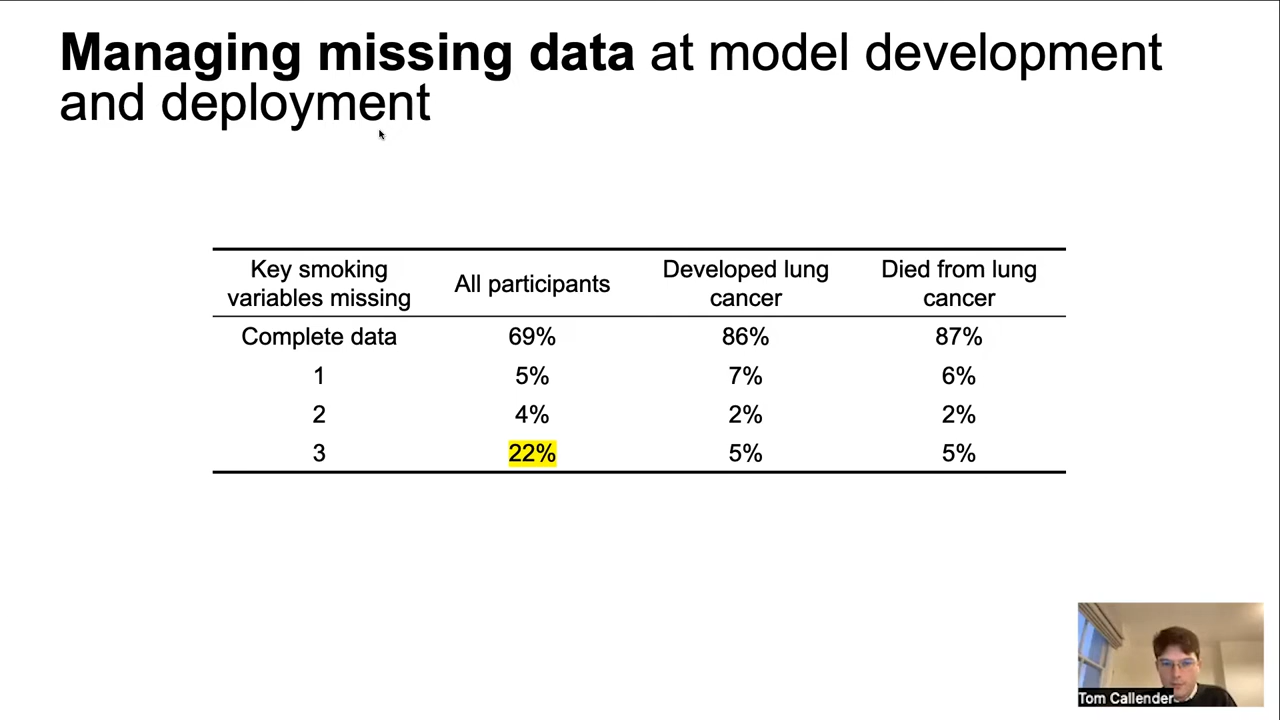 Managing missing data at model development
and deployment
Key smoking
variables missing
All participants
Developed lung
cancer
Died from lung
cancer
Complete data 69% 86% 87%
1 5% 7% 6%
2 4% 2% 2%
3 22% 5% 5%
Tom Callender